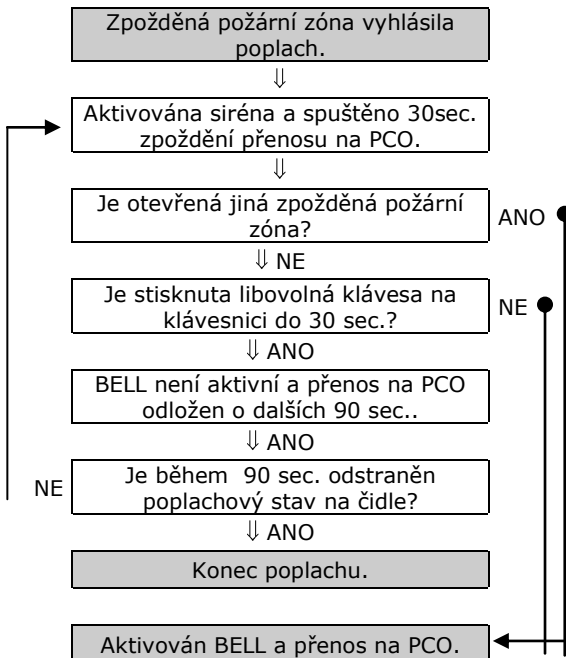 Zpožděná požární zóna vyhlásila
poplach.
⇓
Aktivována siréna a spuštěno 30sec.
zpoždění přenosu na PCO.
⇓
Je otevřená jiná zpožděná požární
zóna?
ANO
⇓ NE
Je stisknuta libovolná klávesa na
klávesnici do 30 sec.?
NE
⇓ ANO
BELL není aktivní a přenos na PCO
odložen o dalších 90 sec..
⇓ ANO
NE
Je během 90 sec. odstraněn
poplachový stav na čidle?
⇓ ANO
Konec poplachu.
Aktivován BELL a přenos na PCO.